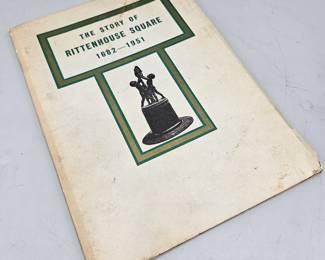 THE STORY OF
RITTENHOUSE SQUARE
1682—1951